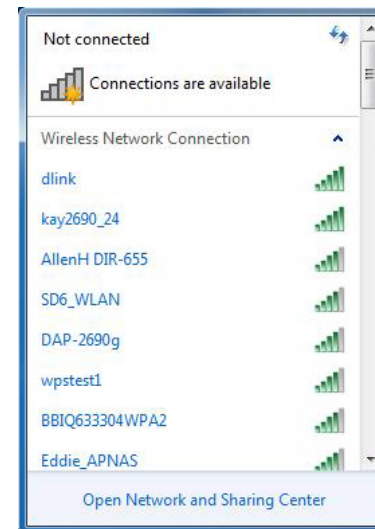 Not connected
Connections are available
Wireless Network Connection
dlink
kay2690_24
AllenH DIR-655
SD6_WLAN
DAP-2690g
wpstest1
BBIQ633304WPA2
Eddie_APNAS
Open Network and Sharing Center